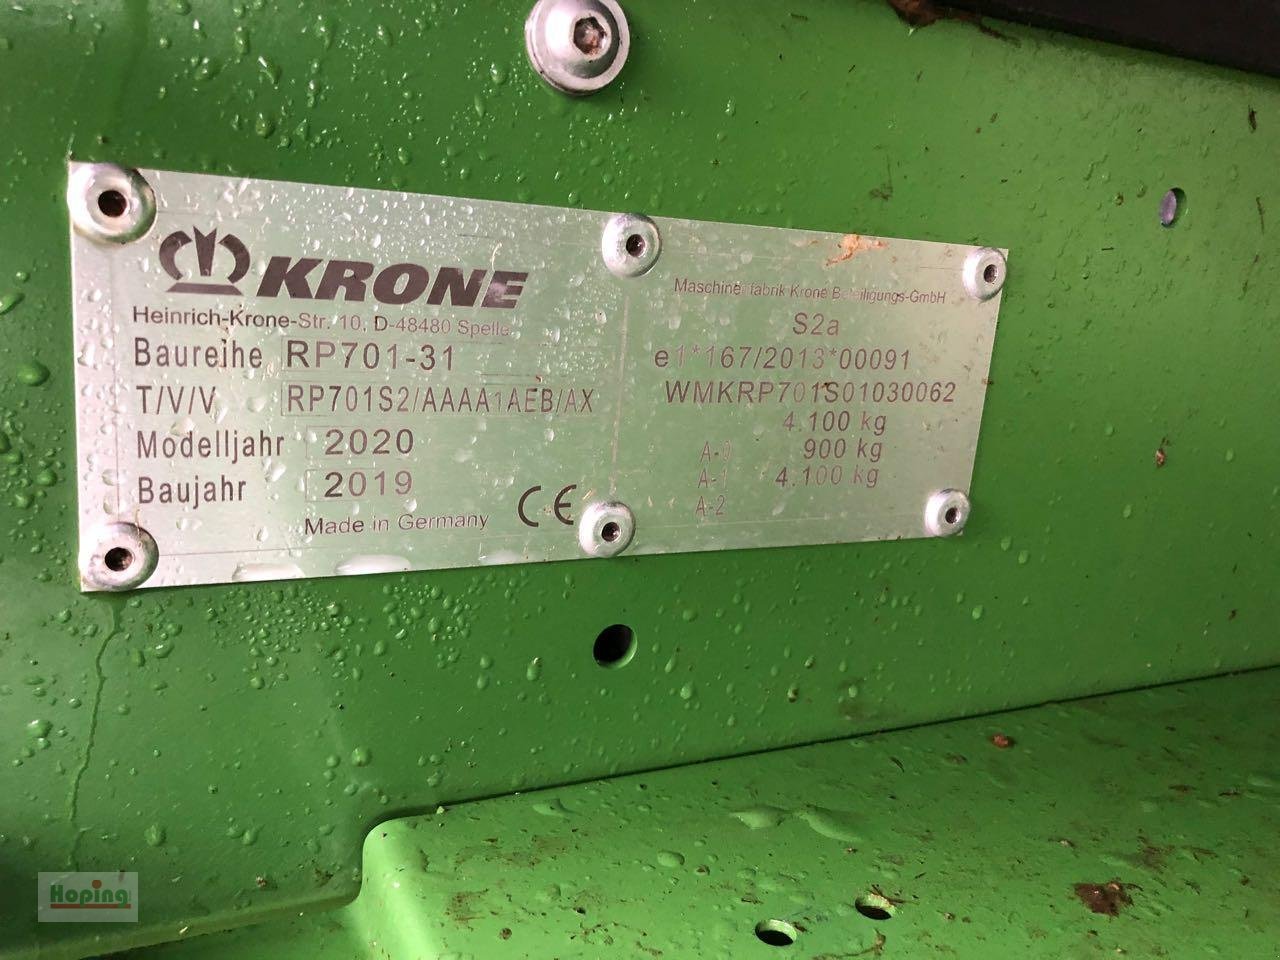 KRONE
Heinrich-Krone-Str. 10, D-48480 Spelle
Baureihe RP701-31
T/V/V RP701S2/AAAA1AEB/AX
Modelljahr 2020
Baujahr 2019
Made in Germany CE
Maschinenfabrik Krone Beteiligungs-GmbH
S2a
e1*167/2013*00091
WMKRP701S01030062
4.100 kg
A-0 900 kg
A-1 4.100 kg
A-2
Hoping